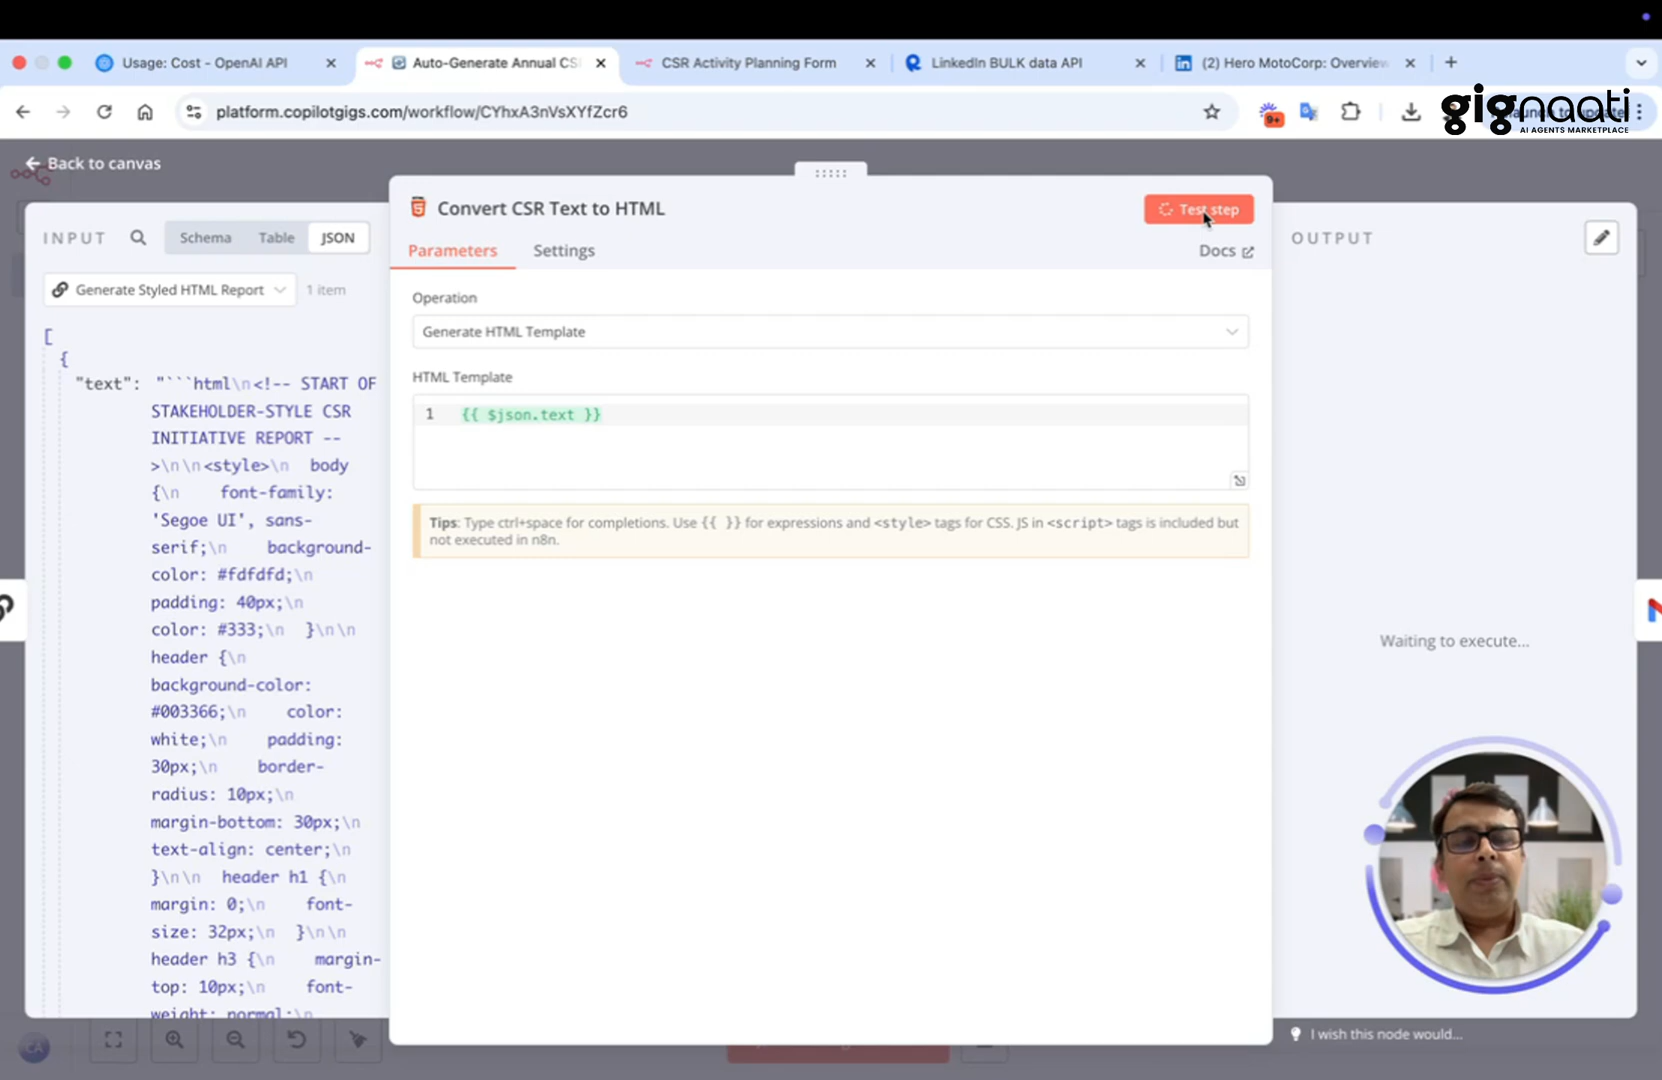 Usage: Cost - OpenAI API
Auto-Generate Annual CS
CSR Activity Planning Form
LinkedIn BULK data API
(2) Hero MotoCorp: Overview
platform.copilotgigs.com/workflow/CYhxA3nVsXYfZcr6
9+
gignaati
AI AGENTS MARKETPLACE
Back to canvas
Convert CSR Text to HTML
Test step
INPUT
Schema
Table
JSON
Parameters
Settings
Docs
OUTPUT
Generate Styled HTML Report
1 item
[
{
"text": "```html\n<!-- START OF
STAKEHOLDER-STYLE CSR
INITIATIVE REPORT --
>\n\n<style>\n body
{\n font-family:
'Segoe UI', sans-
serif;\n background-
color: #fdfdfd;\n
padding: 40px;\n
color: #333;\n }\n\n
header {\n
background-color:
#003366;\n color:
white;\n padding:
30px;\n border-
radius: 10px;\n
margin-bottom: 30px;\n
text-align: center;\n
}\n\n header h1 {\n
margin: 0;\n font-
size: 32px;\n }\n\n
header h3 {\n margin-
top: 10px;\n font-
weight: normal;\n
Operation
Generate HTML Template
HTML Template
1 {{ $json.text }}
Tips: Type ctrl+space for completions. Use {{ }} for expressions and <style> tags for CSS. JS in <script> tags is included but
not executed in n8n.
Waiting to execute...
I wish this node would...
CA